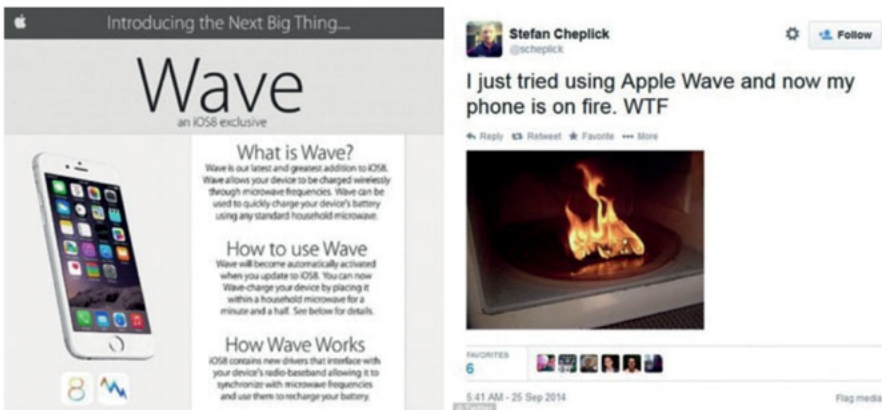 Introducing the Next Big Thing....
Wave
an iOS8 exclusive
What is Wave?
Wave is our latest and greatest addition to iOS8.
Wave allows your device to be charged wirelessly
through microwave frequencies. Wave can be
used to quickly charge your device's battery
using any standard household microwave.
How to use Wave
Wave will become automatically activated
when you update to iOS8. You can now
Wave-charge your device by placing it
within a household microwave for a
minute and a half. See below for details.
How Wave Works
iOS8 contains new drivers that interface with
your device's radio-baseband allowing it to
synchronize with microwave frequencies
and use them to recharge your battery.
8
Stefan Cheplick
@scheplick
Follow
I just tried using Apple Wave and now my
phone is on fire. WTF
Reply Retweet Favorite More
FAVORITES
6
5:41 AM - 25 Sep 2014
Flag media
© Twitter